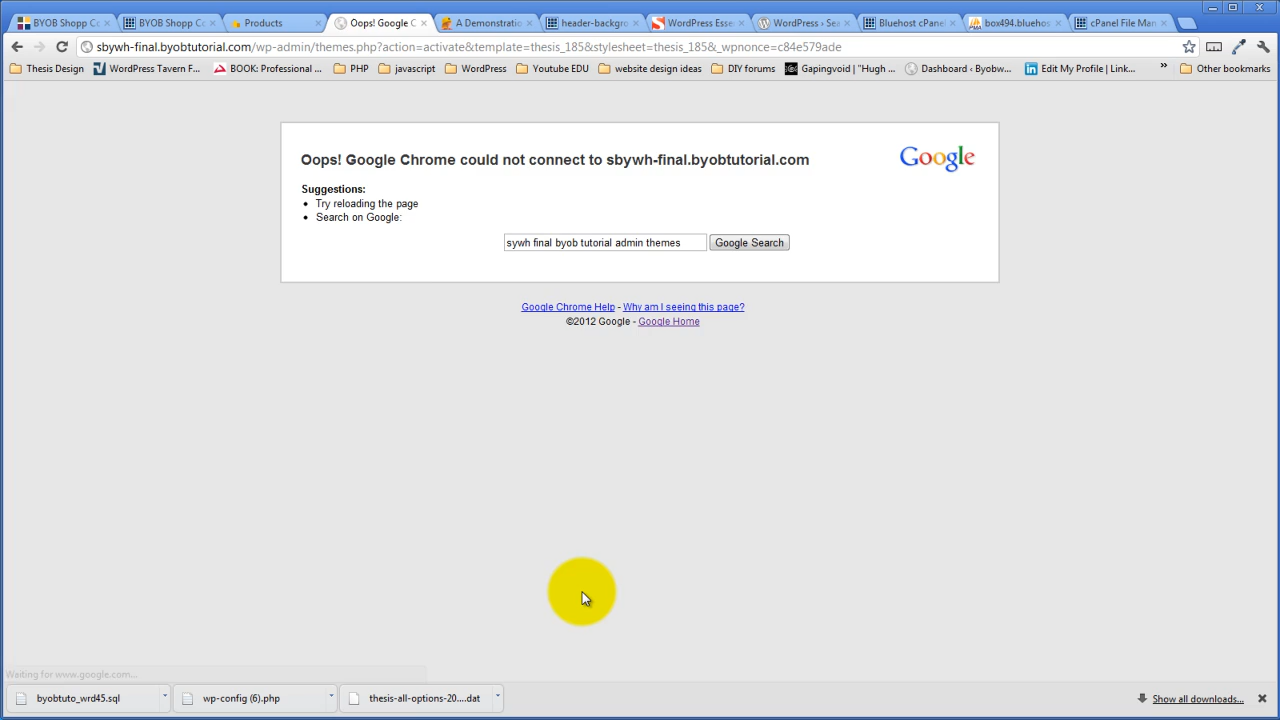 BYOB Shopp Co
BYOB Shopp Co
Products
Oops! Google C
A Demonstratio
header-backgro
WordPress Esse
WordPress › Sea
Bluehost cPanel
box494.bluehos
cPanel File Man
sbywh-final.byobtutorial.com/wp-admin/themes.php?action=activate&template=thesis_185&stylesheet=thesis_185&_wpnonce=c84e579ade
Thesis Design
WordPress Tavern F...
BOOK: Professional ...
PHP
javascript
WordPress
Youtube EDU
website design ideas
DIY forums
Gapingvoid | "Hugh ...
Dashboard ‹ Byobw...
Edit My Profile | Link...
»
Other bookmarks
Oops! Google Chrome could not connect to sbywh-final.byobtutorial.com
Google
Suggestions:
• Try reloading the page
• Search on Google:
sywh final byob tutorial admin themes
Google Search
Google Chrome Help - Why am I seeing this page?
©2012 Google - Google Home
Waiting for www.google.com...
byobtuto_wrd45.sql
wp-config (6).php
thesis-all-options-20....dat
Show all downloads...